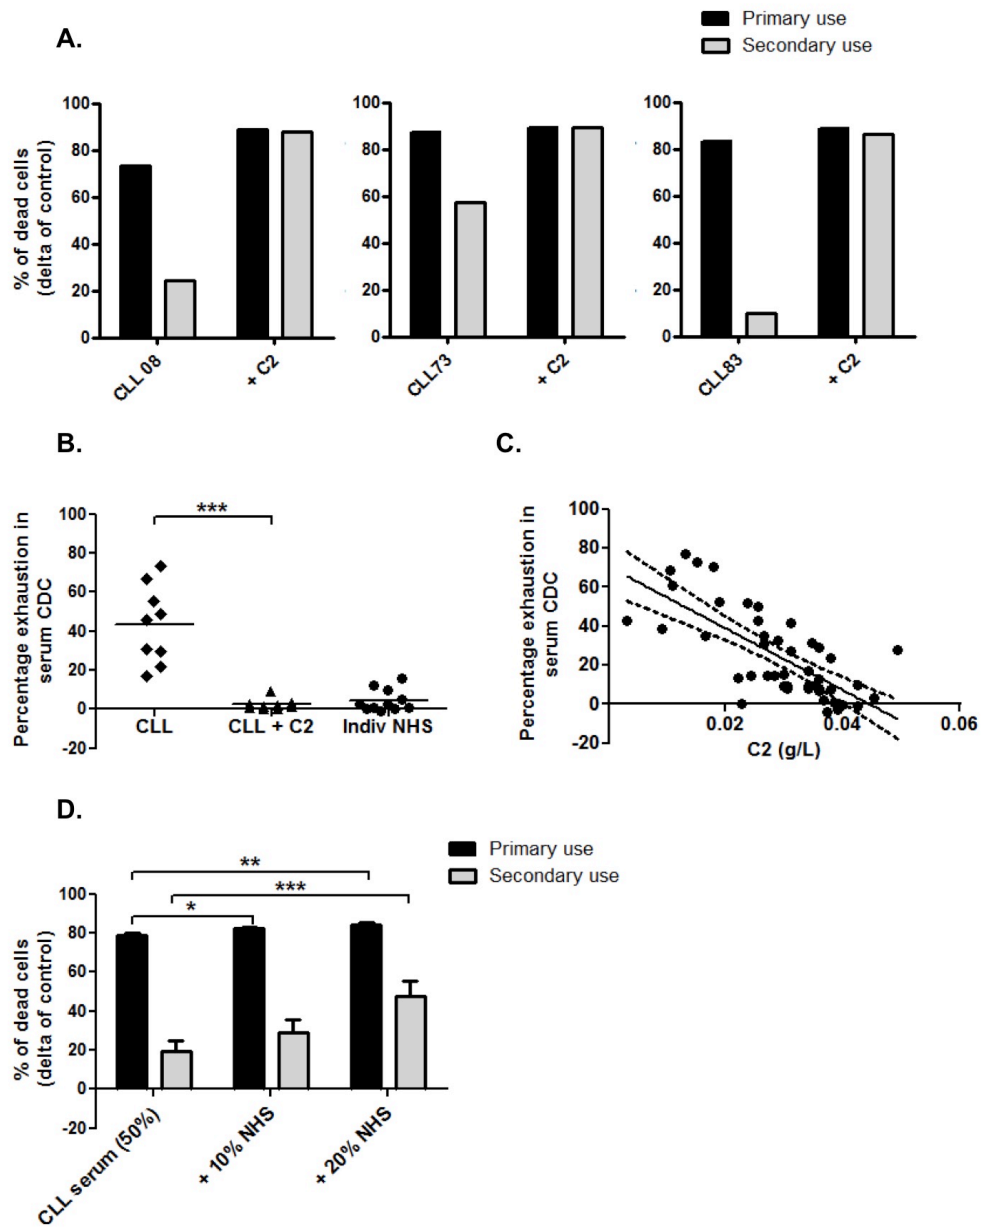 A.
Primary use
Secondary use
% of dead cells
(delta of control)
100
80
60
40
20
0
CLL 08
+ C2
100
80
60
40
20
0
CLL73
+ C2
100
80
60
40
20
0
CLL83
+ C2
B.
Percentage exhaustion in
serum CDC
100
80
60
40
20
0
-20
***
CLL
CLL + C2
Indiv NHS
C.
Percentage exhaustion in
serum CDC
100
80
60
40
20
0
-20
0.02
0.04
0.06
C2 (g/L)
D.
Primary use
Secondary use
% of dead cells
(delta of control)
100
80
60
40
20
0
-20
**
***
*
CLL serum (50%)
+ 10% NHS
+ 20% NHS